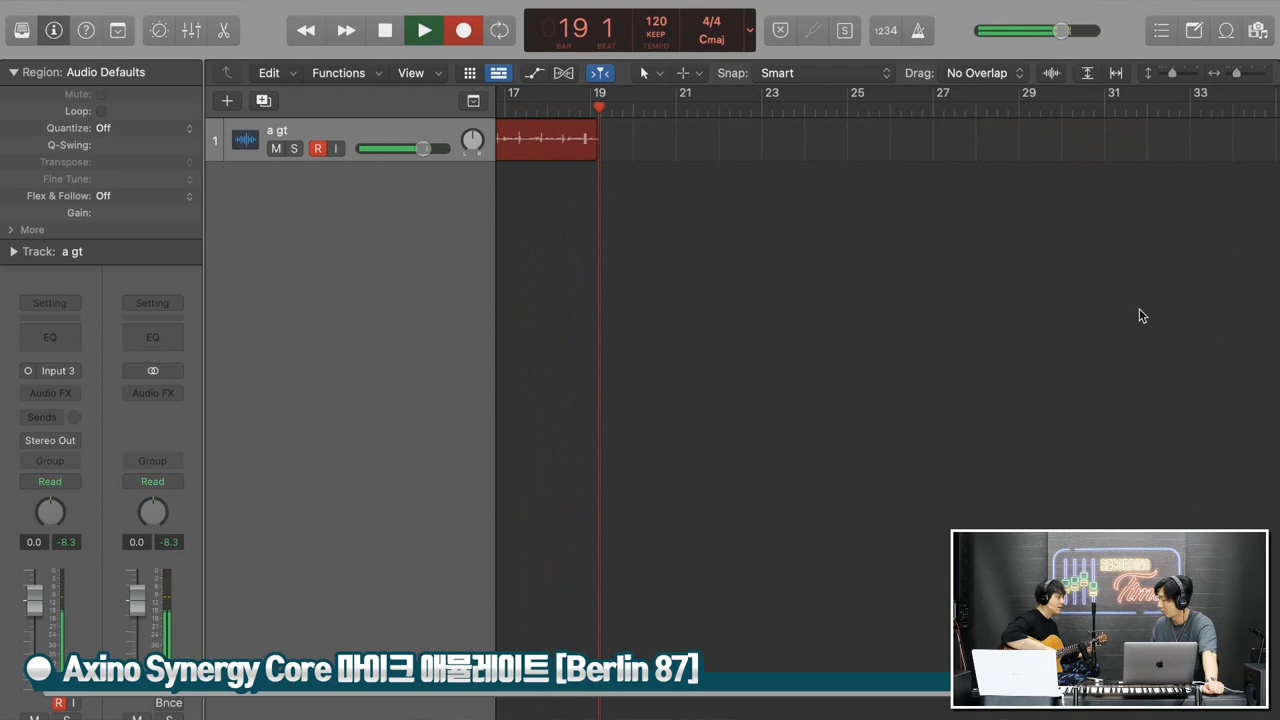 19 1
BAR BEAT
120
KEEP
TEMPO
4/4
Cmaj
S
1234
Region: Audio Defaults
Mute:
Loop:
Quantize: Off
Q-Swing:
Transpose:
Fine Tune:
Flex & Follow: Off
Gain:
More
Track: a gt
Edit
Functions
View
Snap: Smart
Drag: No Overlap
17 19 21 23 25 27 29 31 33
1
a gt
M S R I
L R
Setting Setting
EQ EQ
Input 3
Audio FX Audio FX
Sends
Stereo Out
Group Group
Read Read
0.0 -8.3 0.0 -8.3
Time
Axino Synergy Core 마이크 애뮬레이트 [Berlin 87]
R I Bnce